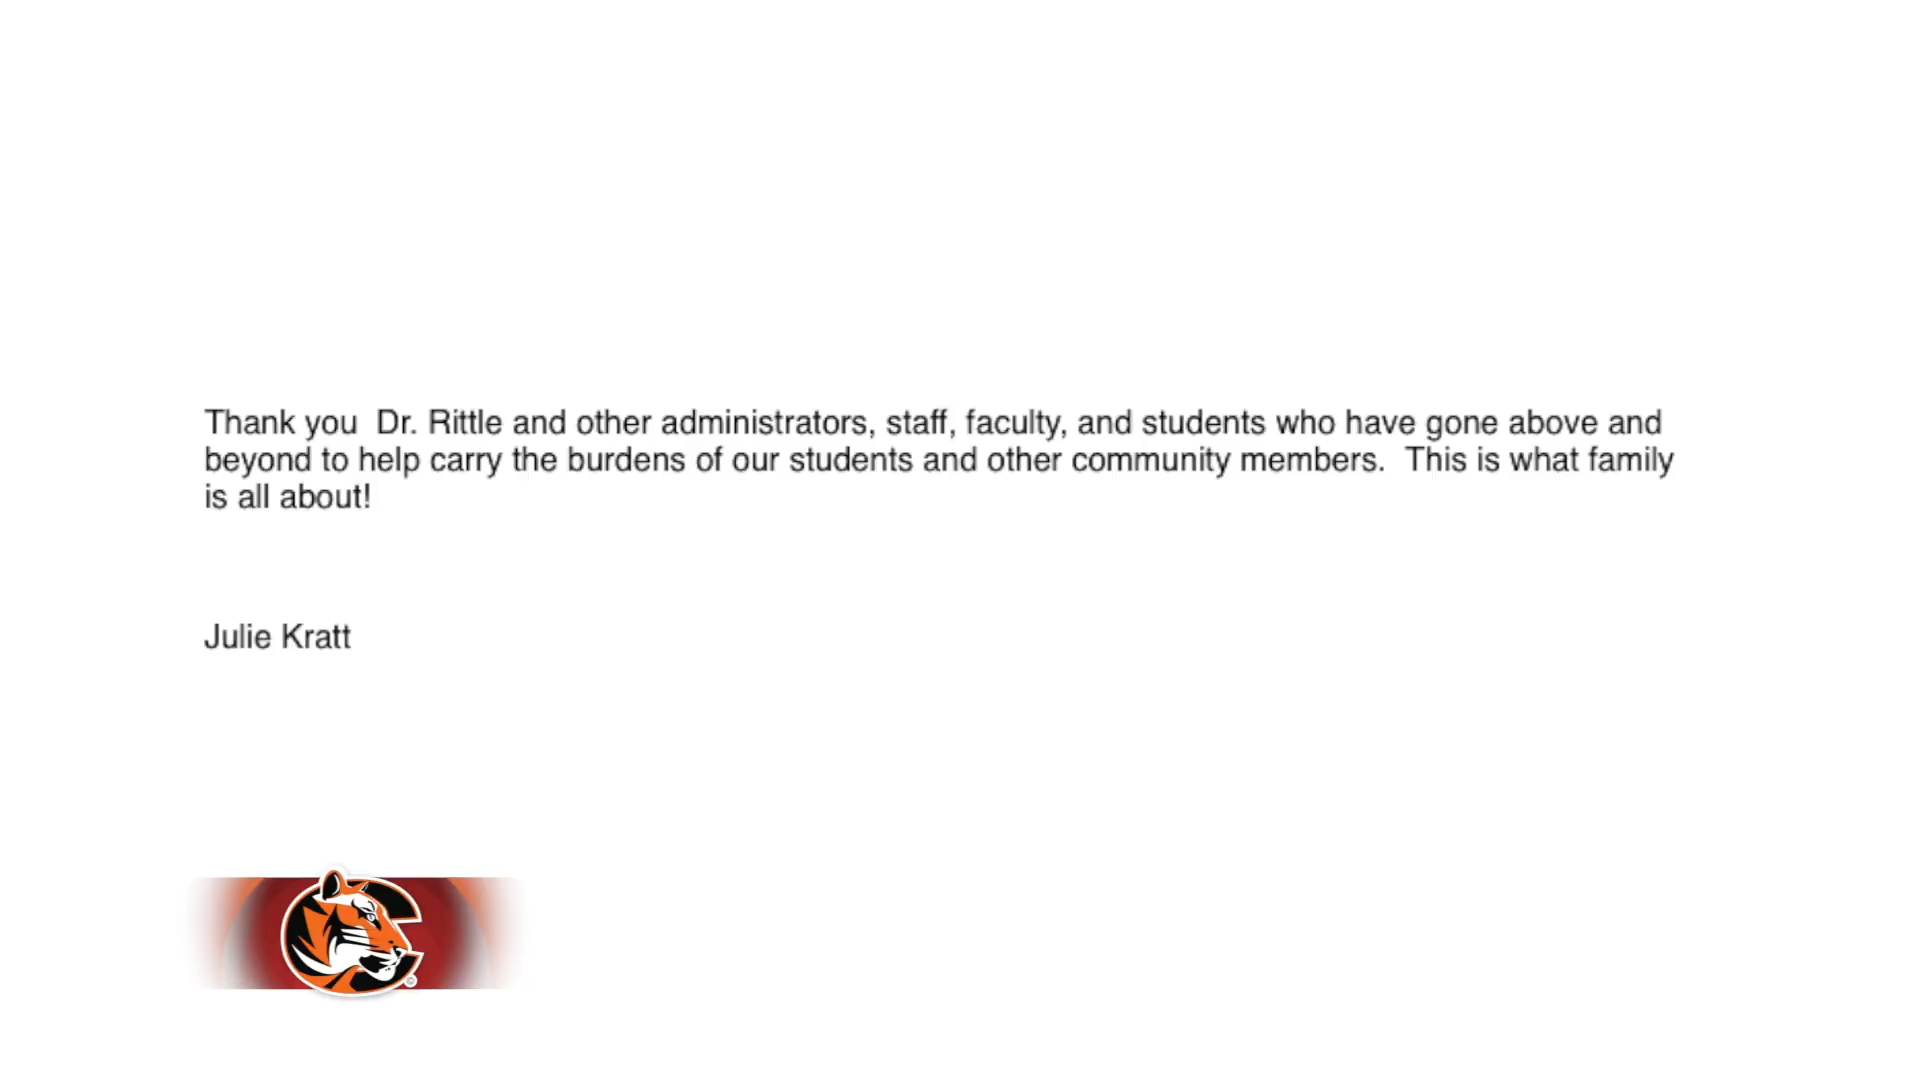 Thank you  Dr. Rittle and other administrators, staff, faculty, and students who have gone above and
beyond to help carry the burdens of our students and other community members.  This is what family
is all about!
Julie Kratt
C
©